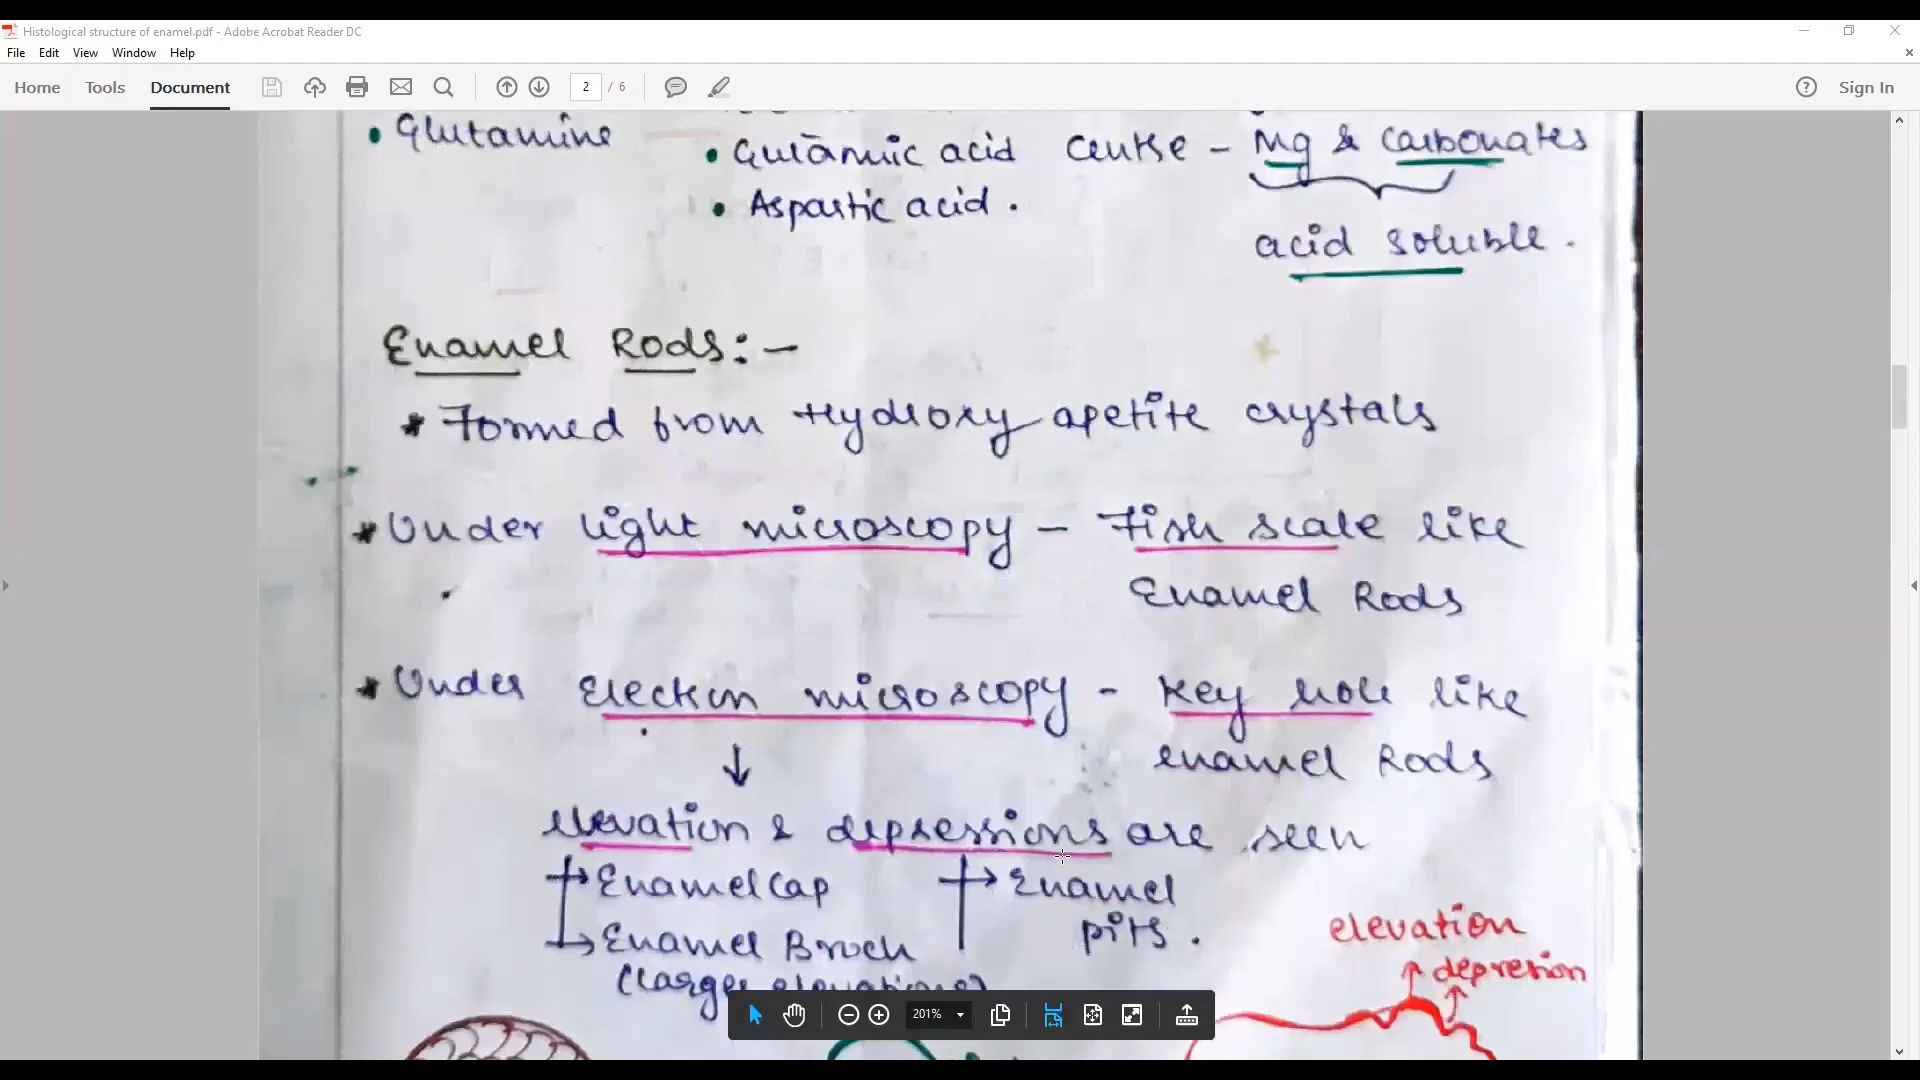 Histological structure of enamel.pdf - Adobe Acrobat Reader DC
File Edit View Window Help
Home Tools Document 2 / 6 Sign In
• Glutamine
• Glutamic acid centre - Mg & Carbonates
• Aspartic acid .
acid soluble .
Enamel Rods:-
* Formed from Hydroxy apetite crystals
* Under light microscopy - Fish scale like
Enamel Rods
* Under Electron microscopy - Key hole like
enamel Rods
↓
elevation & depressions are seen
→ Enamel Cap → Enamel
pits .
→ Enamel Broch
(larger elevations)
elevation
depresion
201%